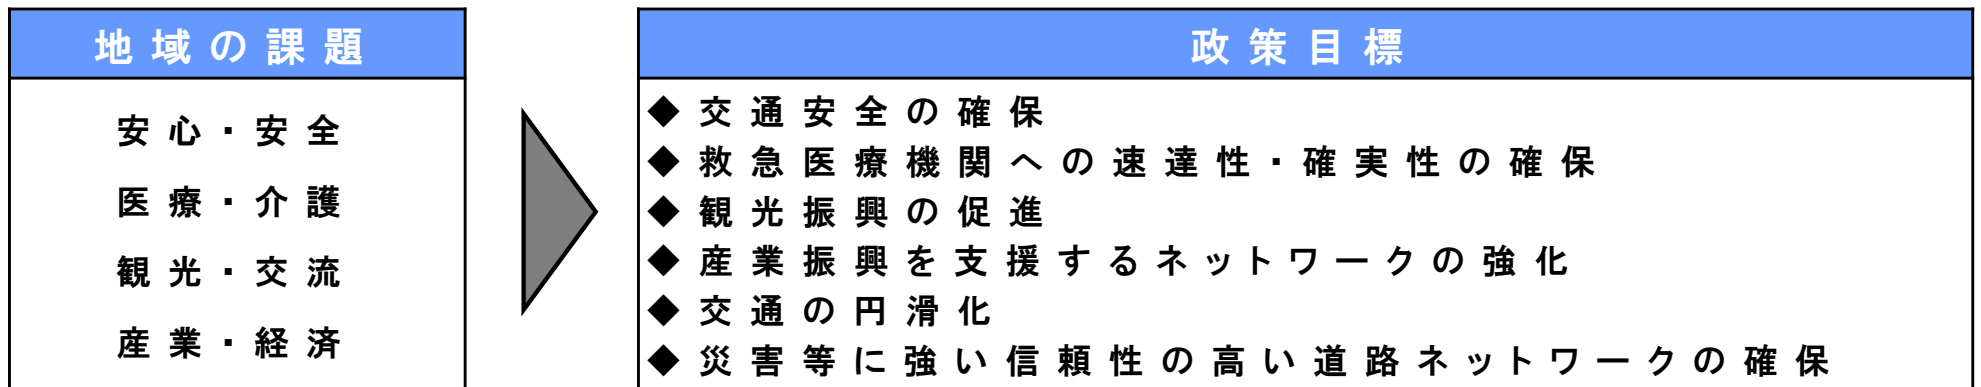 地域の課題
安心・安全
医療・介護
観光・交流
産業・経済
政策目標
◆交通安全の確保
◆救急医療機関への速達性・確実性の確保
◆観光振興の促進
◆産業振興を支援するネットワークの強化
◆交通の円滑化
◆災害等に強い信頼性の高い道路ネットワークの確保